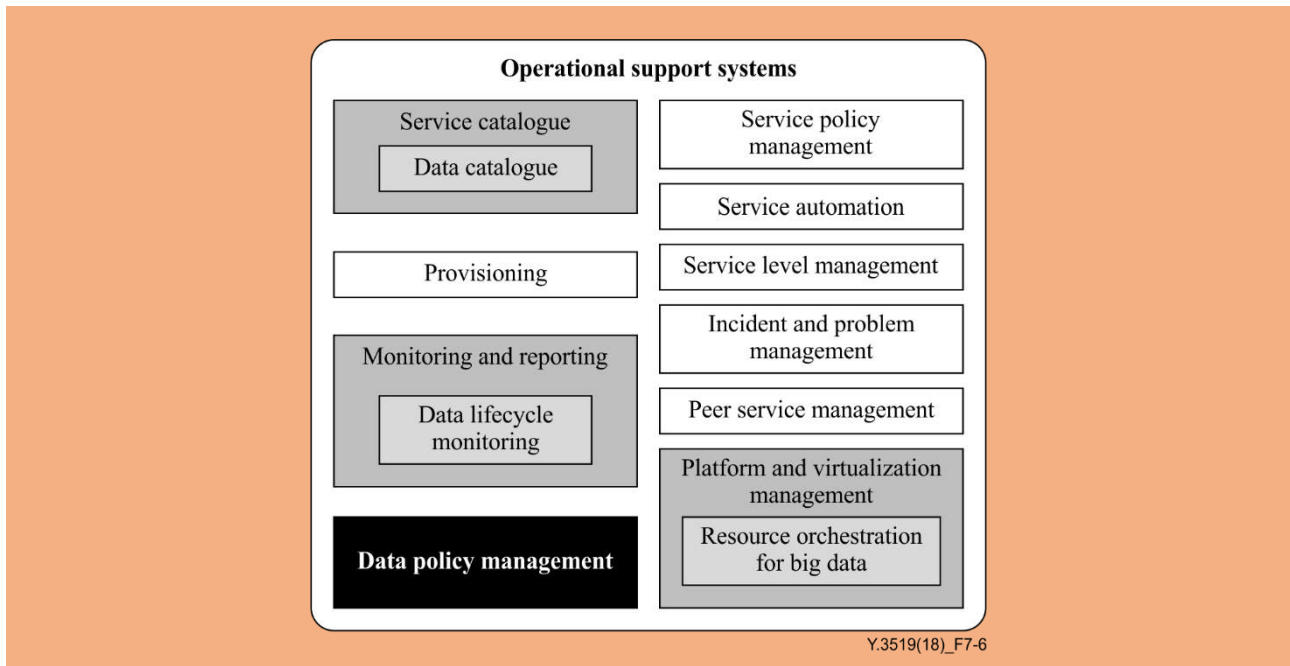 Operational support systems
Service catalogue
Data catalogue
Provisioning
Monitoring and reporting
Data lifecycle
monitoring
Data policy management
Service policy
management
Service automation
Service level management
Incident and problem
management
Peer service management
Platform and virtualization
management
Resource orchestration
for big data
Y.3519(18)_F7-6